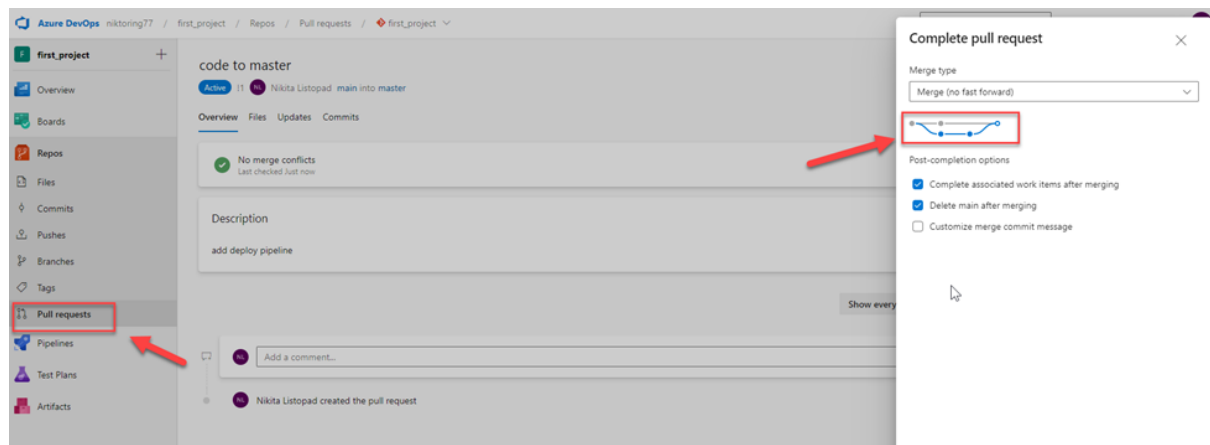 Azure DevOps niktoring77 / first_project / Repos / Pull requests / first_project
F first_project +
Overview
Boards
Repos
Files
Commits
Pushes
Branches
Tags
Pull requests
Pipelines
Test Plans
Artifacts
code to master
Active !1 NL Nikita Listopad main into master
Overview Files Updates Commits
No merge conflicts
Last checked Just now
Description
add deploy pipeline
Show every
NL Add a comment...
NL Nikita Listopad created the pull request
Complete pull request
Merge type
Merge (no fast forward)
Post-completion options
Complete associated work items after merging
Delete main after merging
Customize merge commit message